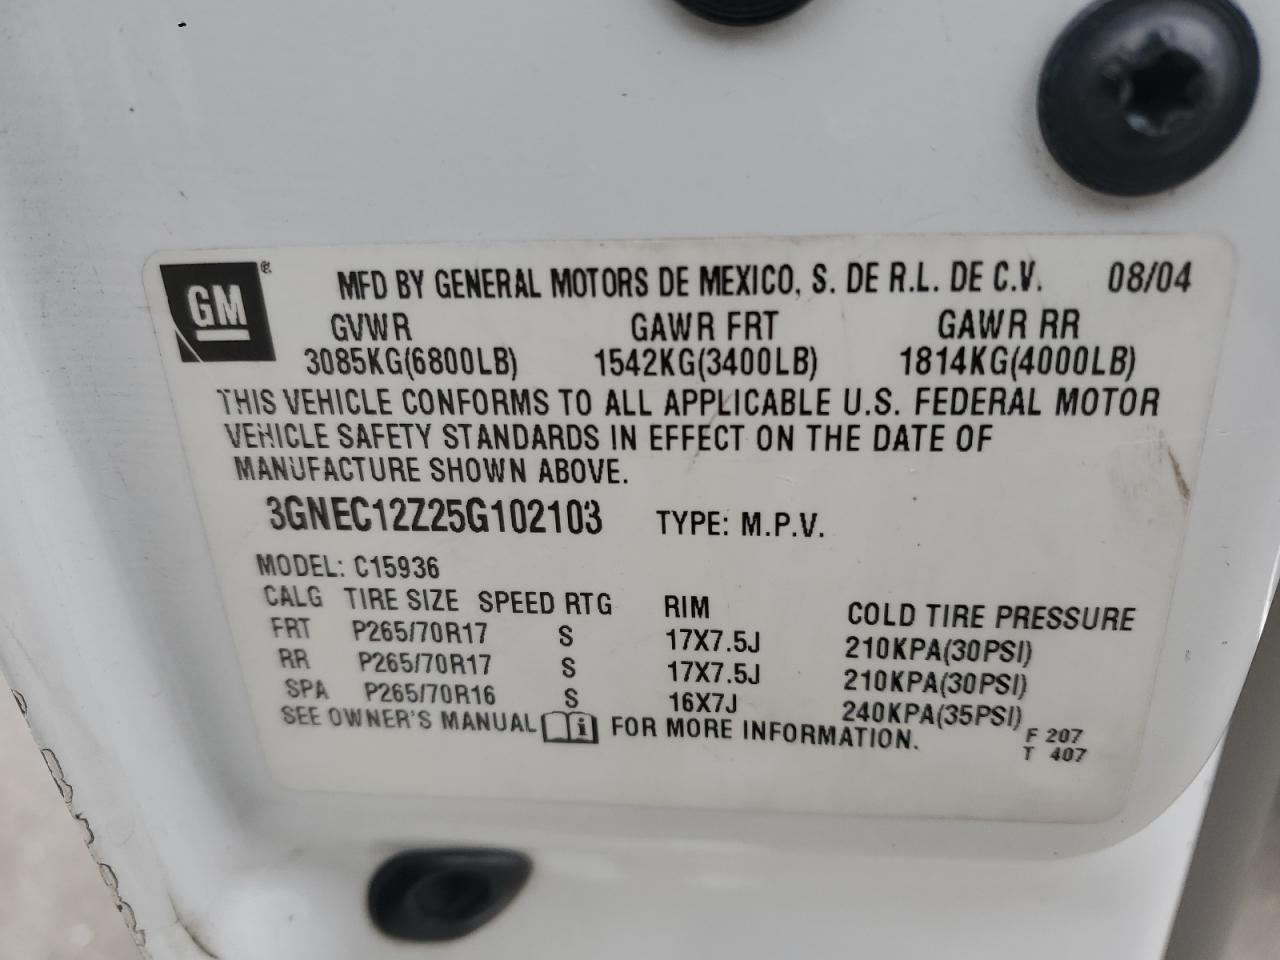 GM® MFD BY GENERAL MOTORS DE MEXICO, S. DE R.L. DE C.V. 08/04
GVWR GAWR FRT GAWR RR
3085KG(6800LB) 1542KG(3400LB) 1814KG(4000LB)
THIS VEHICLE CONFORMS TO ALL APPLICABLE U.S. FEDERAL MOTOR
VEHICLE SAFETY STANDARDS IN EFFECT ON THE DATE OF
MANUFACTURE SHOWN ABOVE.
3GNEC12Z25G102103 TYPE: M.P.V.
MODEL: C15936
CALG TIRE SIZE SPEED RTG RIM COLD TIRE PRESSURE
FRT P265/70R17 S 17X7.5J 210KPA(30PSI)
RR P265/70R17 S 17X7.5J 210KPA(30PSI)
SPA P265/70R16 S 16X7J 240KPA(35PSI)
SEE OWNER'S MANUAL i FOR MORE INFORMATION. F 207
T 407